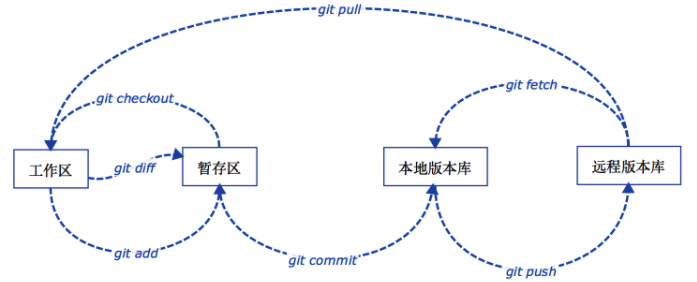 git pull
git checkout
git fetch
工作区
git diff
暂存区
本地版本库
远程版本库
git add
git commit
git push